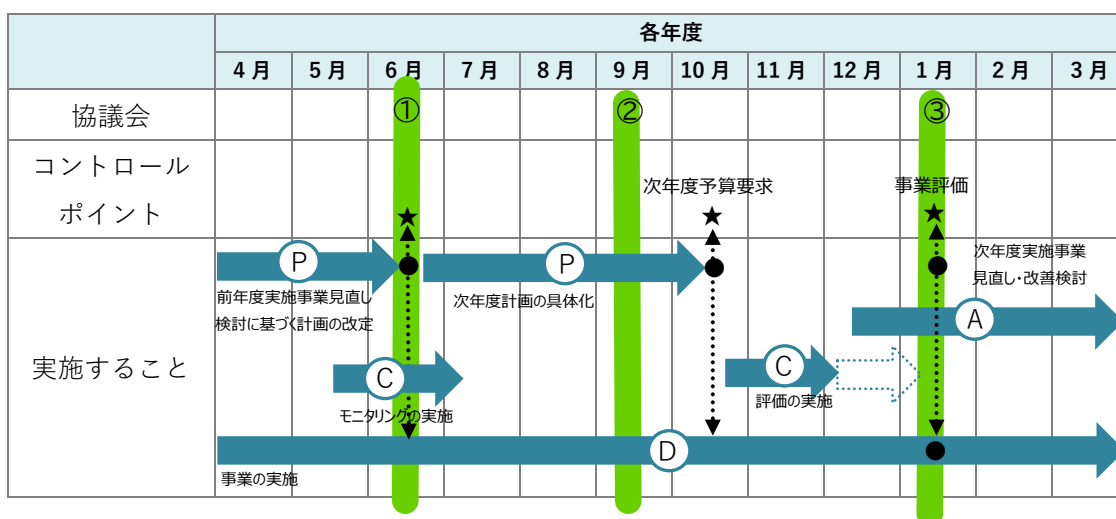 各年度
4月 5月 6月 7月 8月 9月 10月 11月 12月 1月 2月 3月
協議会
① ② ③
コントロール
ポイント
次年度予算要求
事業評価
★ ★ ★
実施すること
P
前年度実施事業見直し
検討に基づく計画の改定
P
次年度計画の具体化
次年度実施事業
見直し・改善検討
A
C
モニタリングの実施
C
評価の実施
D
事業の実施